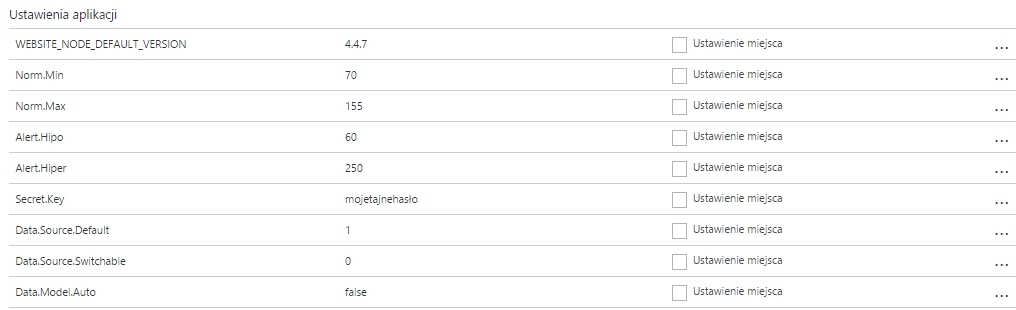 Ustawienia aplikacji
WEBSITE_NODE_DEFAULT_VERSION 4.4.7 Ustawienie miejsca ...
Norm.Min 70 Ustawienie miejsca ...
Norm.Max 155 Ustawienie miejsca ...
Alert.Hipo 60 Ustawienie miejsca ...
Alert.Hiper 250 Ustawienie miejsca ...
Secret.Key mojetajnehasło Ustawienie miejsca ...
Data.Source.Default 1 Ustawienie miejsca ...
Data.Source.Switchable 0 Ustawienie miejsca ...
Data.Model.Auto false Ustawienie miejsca ...